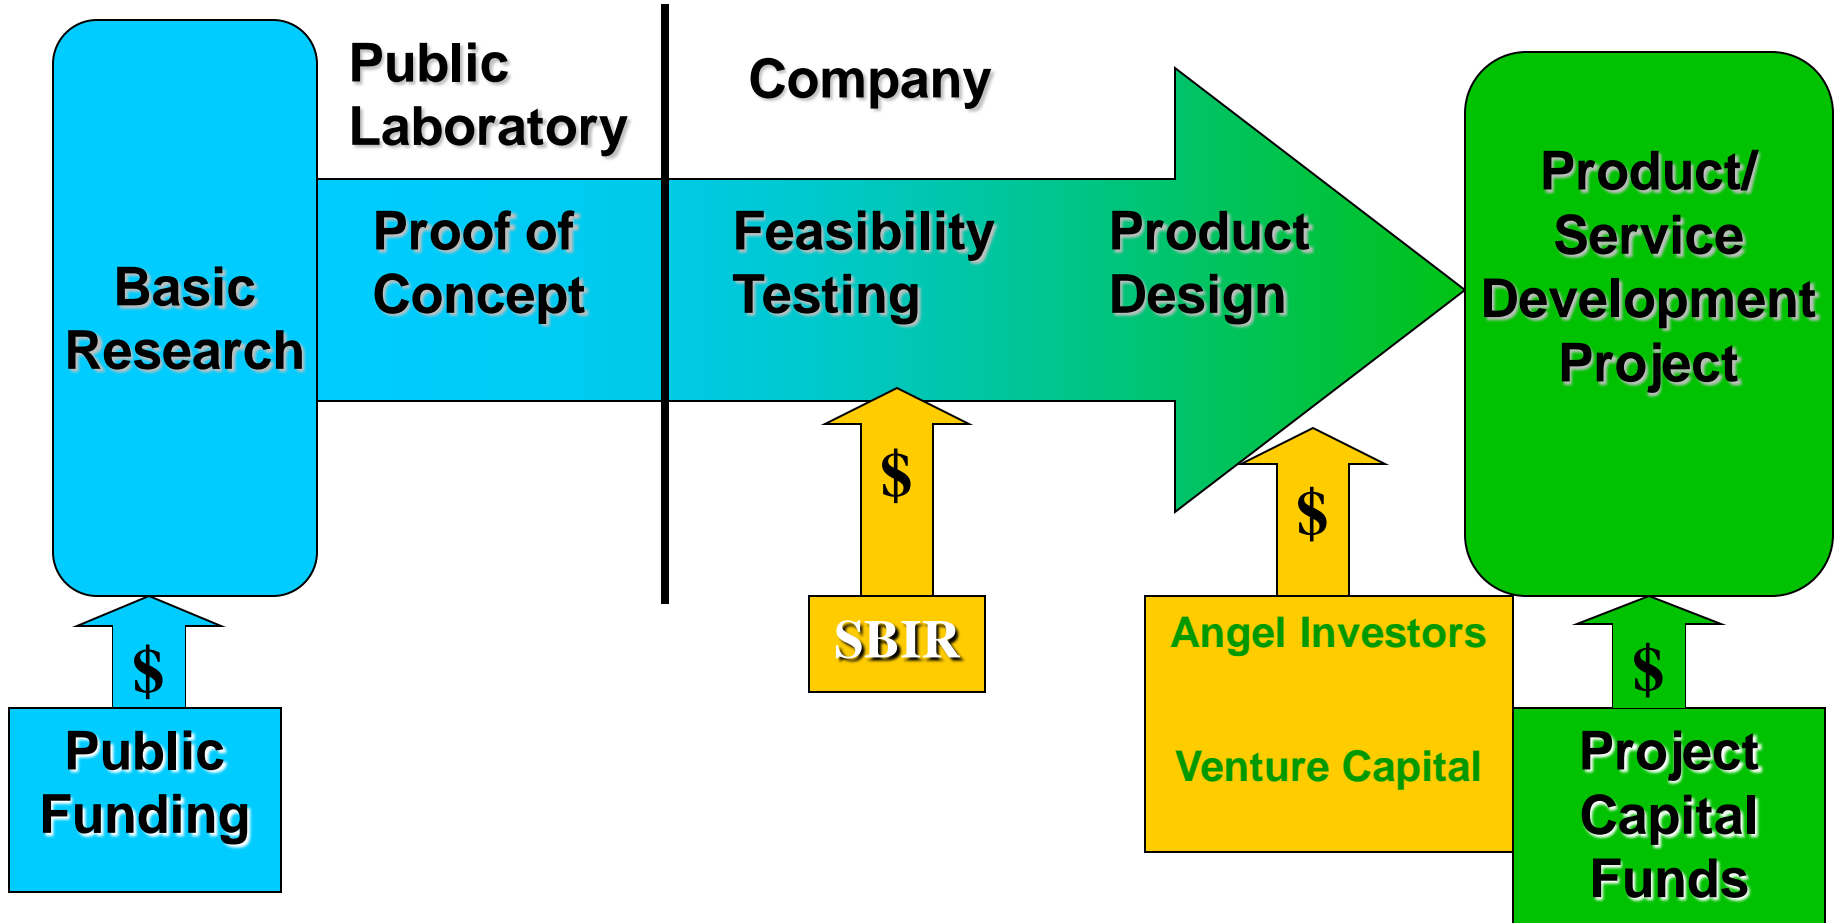 Public
Laboratory
Company
Basic
Research
Proof of
Concept
Feasibility
Testing
Product
Design
Product/
Service
Development
Project
$
$
$
$
SBIR
Angel Investors
Venture Capital
Public
Funding
Project
Capital
Funds